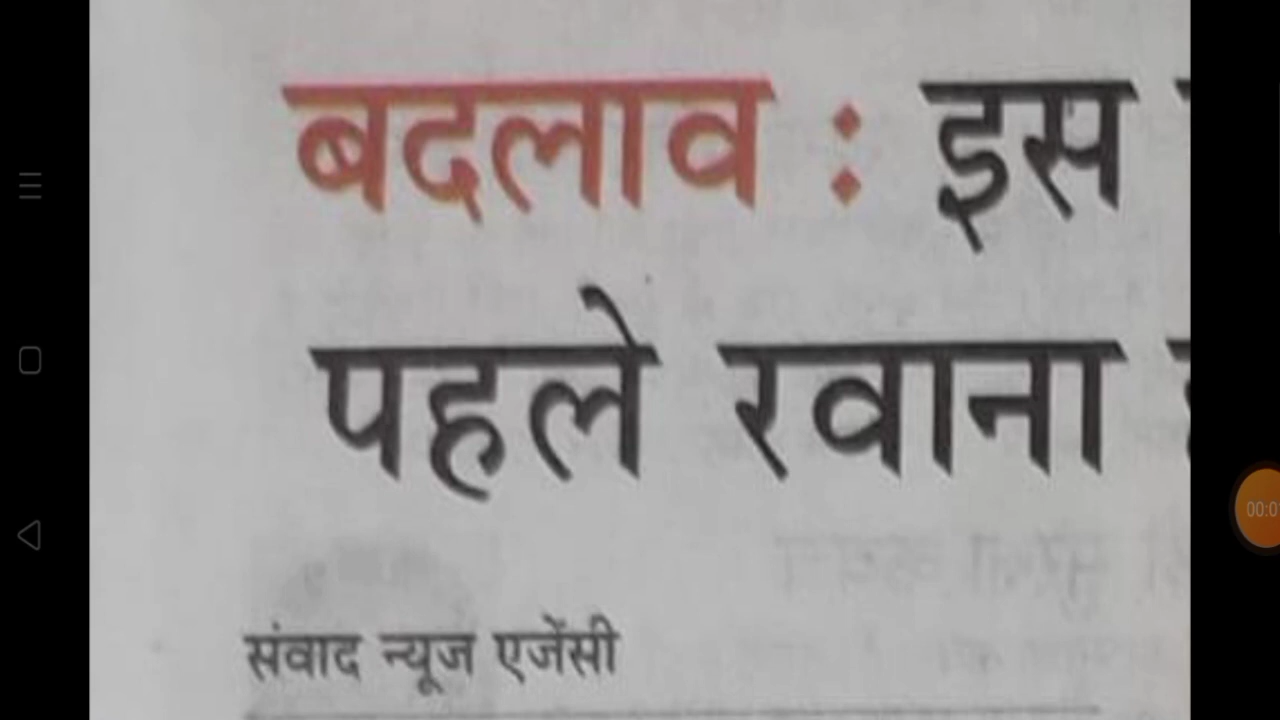 बदलाव : इस
पहले रवाना
संवाद न्यूज एजेंसी